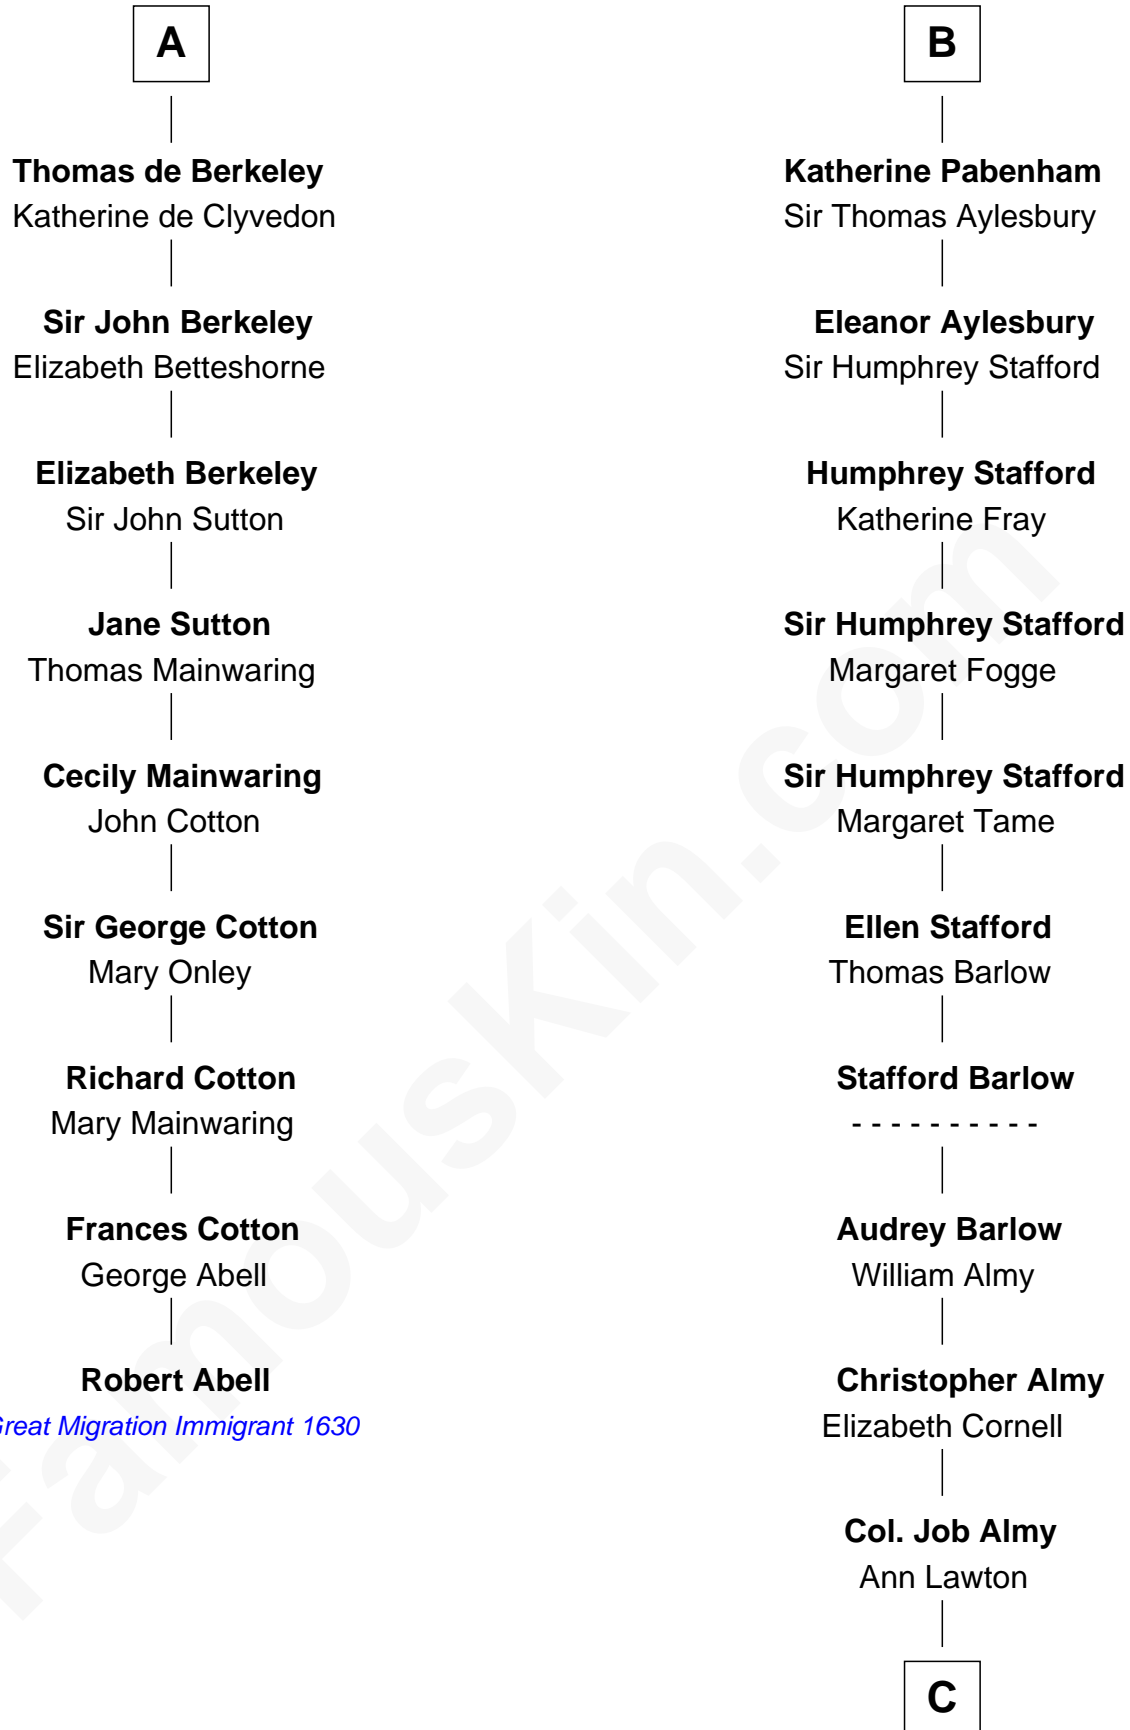 A
Thomas de Berkeley
Katherine de Clyvedon
Sir John Berkeley
Elizabeth Betteshorne
Elizabeth Berkeley
Sir John Sutton
Jane Sutton
Thomas Mainwaring
Cecily Mainwaring
John Cotton
Sir George Cotton
Mary Onley
Richard Cotton
Mary Mainwaring
Frances Cotton
George Abell
Robert Abell
Great Migration Immigrant 1630
B
Katherine Pabenham
Sir Thomas Aylesbury
Eleanor Aylesbury
Sir Humphrey Stafford
Humphrey Stafford
Katherine Fray
Sir Humphrey Stafford
Margaret Fogge
Sir Humphrey Stafford
Margaret Tame
Ellen Stafford
Thomas Barlow
Stafford Barlow
- - - - - - - - - -
Audrey Barlow
William Almy
Christopher Almy
Elizabeth Cornell
Col. Job Almy
Ann Lawton
C
FamousKin.com